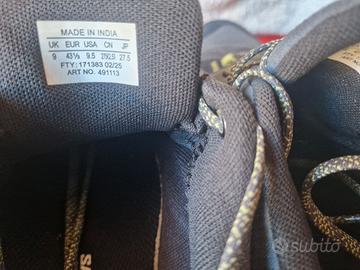 MADE IN INDIA
UK EUR USA CN JP
9 43⅓ 9.5 275(2.5) 27.5
FTY: 171383 02/25
ART NO. 491113
subito